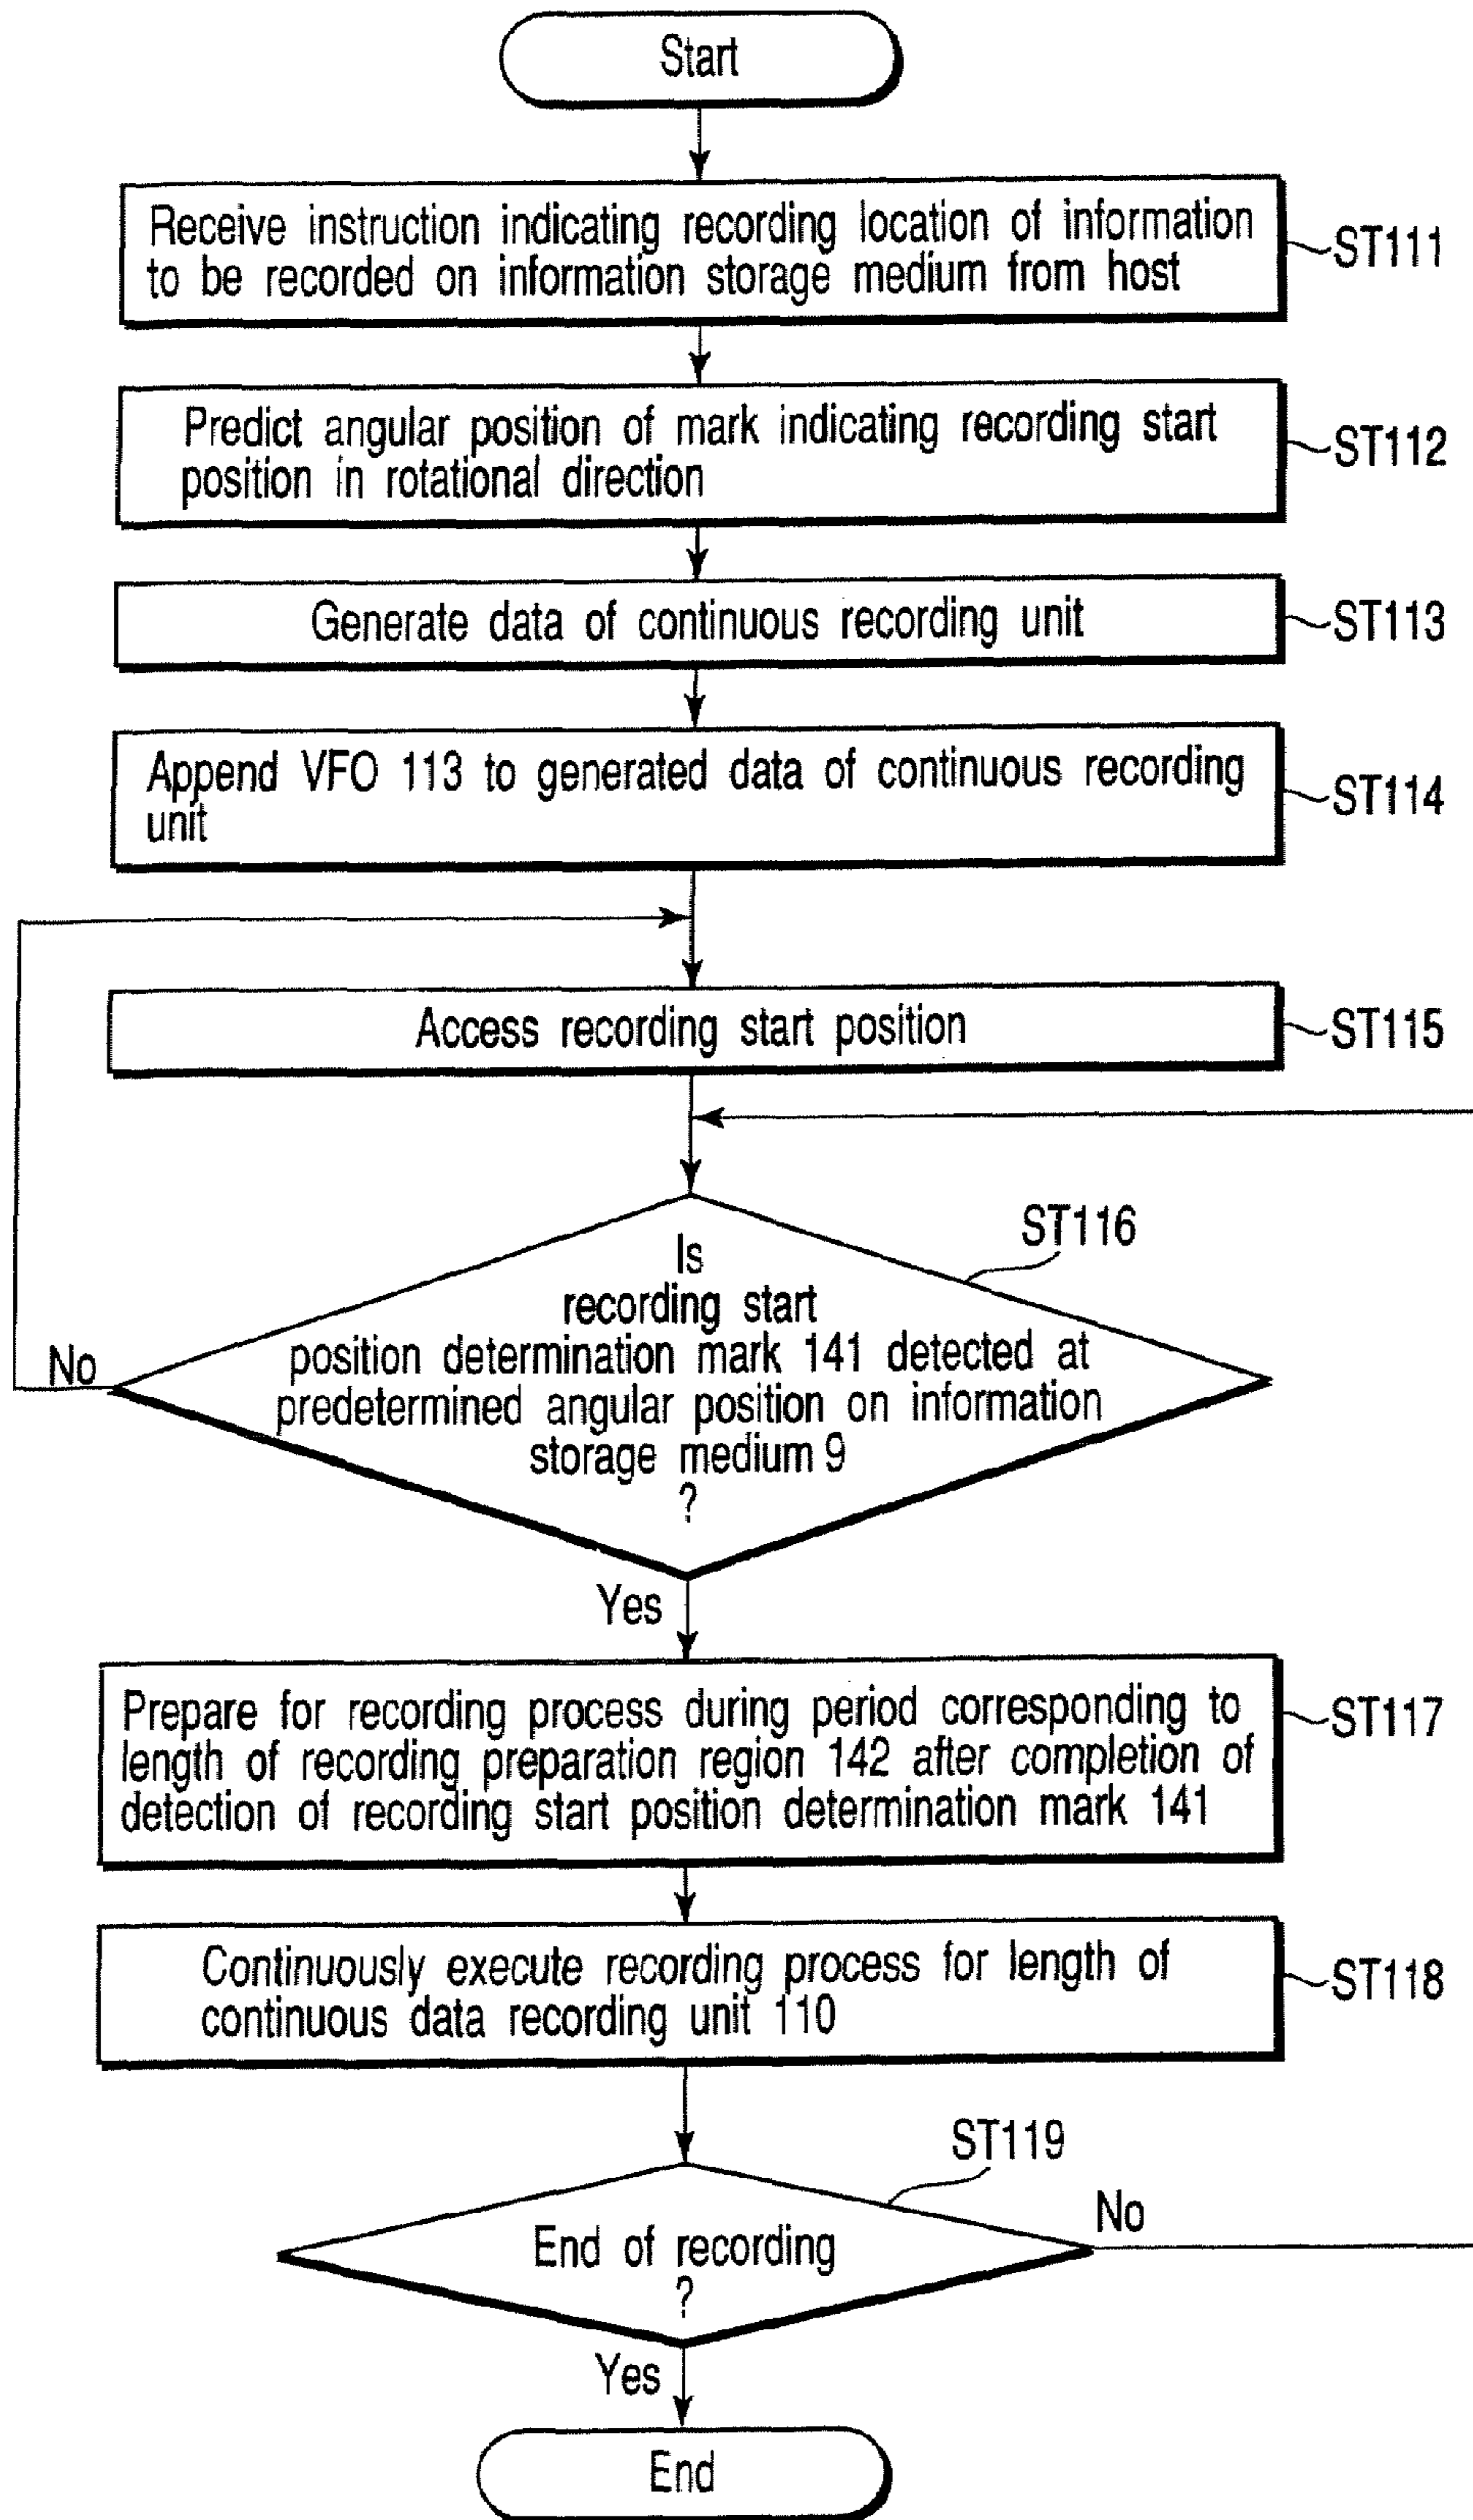 Start
Receive instruction indicating recording location of information
to be recorded on information storage medium from host
ST111
Predict angular position of mark indicating recording start
position in rotational direction
ST112
Generate data of continuous recording unit
ST113
Append VFO 113 to generated data of continuous recording
unit
ST114
Access recording start position
ST115
ST116
Is
recording start
position determination mark 141 detected at
predetermined angular position on information
storage medium 9
?
No
Yes
Prepare for recording process during period corresponding to
length of recording preparation region 142 after completion of
detection of recording start position determination mark 141
ST117
Continuously execute recording process for length of
continuous data recording unit 110
ST118
ST119
No
End of recording
?
Yes
End